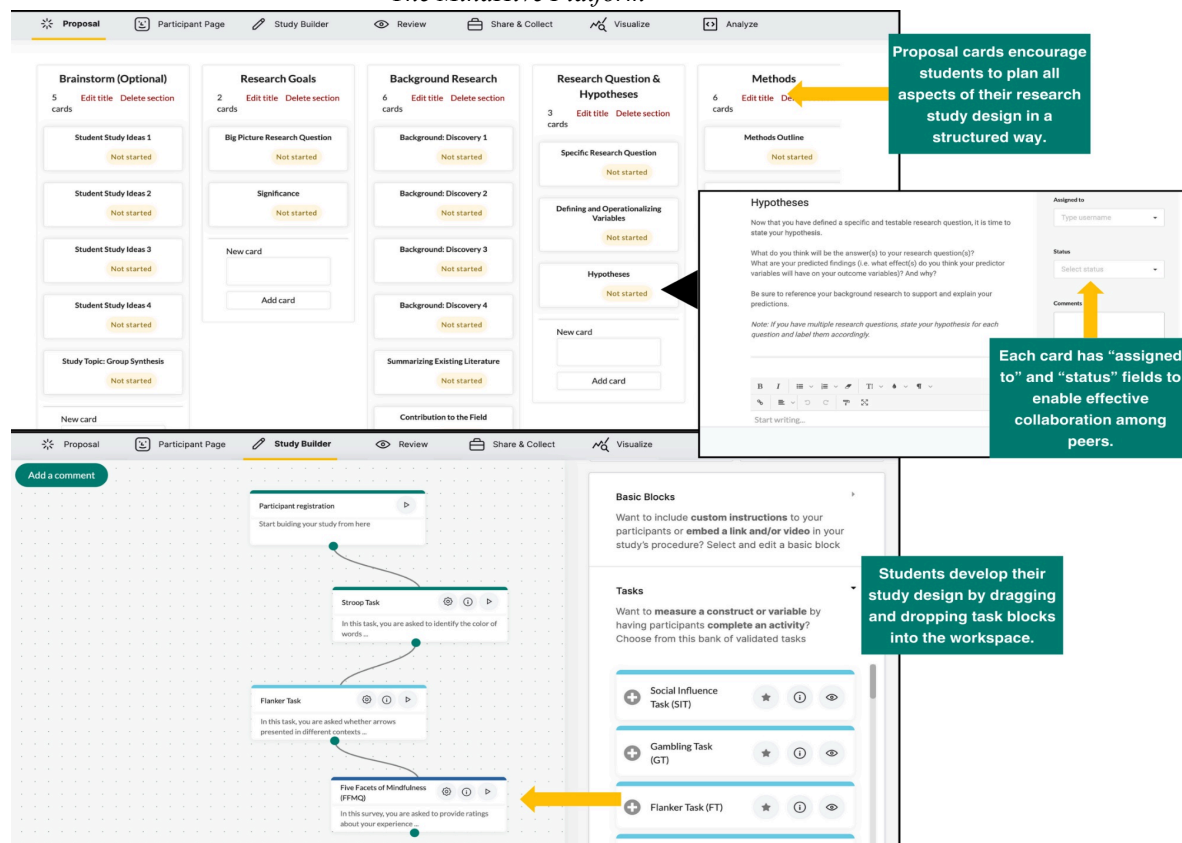 The MindHive Platform
Proposal
Participant Page
Study Builder
Review
Share & Collect
Visualize
Analyze
Brainstorm (Optional)
5 cards
Edit title Delete section
Student Study Ideas 1
Not started
Student Study Ideas 2
Not started
Student Study Ideas 3
Not started
Student Study Ideas 4
Not started
Study Topic: Group Synthesis
Not started
New card
Research Goals
2 cards
Edit title Delete section
Big Picture Research Question
Not started
Significance
Not started
New card
Add card
Background Research
6 cards
Edit title Delete section
Background: Discovery 1
Not started
Background: Discovery 2
Not started
Background: Discovery 3
Not started
Background: Discovery 4
Not started
Summarizing Existing Literature
Not started
Contribution to the Field
Research Question &
Hypotheses
3 cards
Edit title Delete section
Specific Research Question
Not started
Defining and Operationalizing
Variables
Not started
Hypotheses
Not started
New card
Add card
Methods
6 cards
Edit title
Methods Outline
Not started
Proposal cards encourage
students to plan all
aspects of their research
study design in a
structured way.
Hypotheses
Now that you have defined a specific and testable research question, it is time to
state your hypothesis.
What do you think will be the answer(s) to your research question(s)?
What are your predicted findings (i.e. what effect(s) do you think your predictor
variables will have on your outcome variables)? And why?
Be sure to reference your background research to support and explain your
predictions.
Note: If you have multiple research questions, state your hypothesis for each
question and label them accordingly.
Start writing...
Assigned to
Type username
Status
Select status
Comments
Each card has “assigned
to” and “status” fields to
enable effective
collaboration among
peers.
Proposal
Participant Page
Study Builder
Review
Share & Collect
Visualize
Add a comment
Participant registration
Start buiding your study from here
Stroop Task
In this task, you are asked to identify the color of
words ...
Flanker Task
In this task, you are asked whether arrows
presented in different contexts ...
Five Facets of Mindfulness
(FFMQ)
In this survey, you are asked to provide ratings
about your experience ...
Basic Blocks
Want to include custom instructions to your
participants or embed a link and/or video in your
study’s procedure? Select and edit a basic block
Tasks
Want to measure a construct or variable by
having participants complete an activity?
Choose from this bank of validated tasks
Social Influence
Task (SIT)
Gambling Task
(GT)
Flanker Task (FT)
Students develop their
study design by dragging
and dropping task blocks
into the workspace.